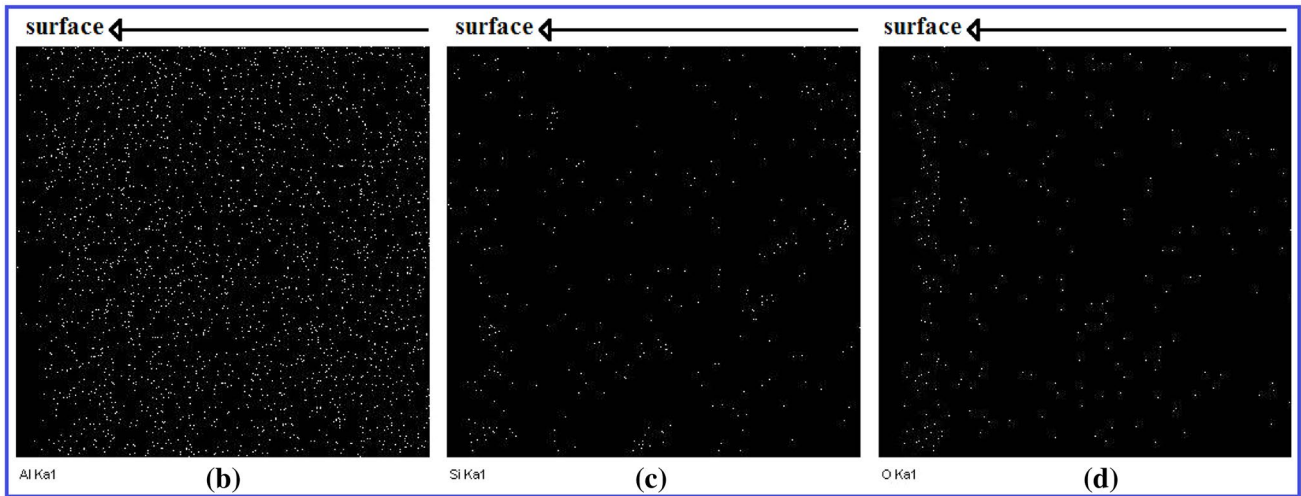 surface
surface
surface
Al Ka1
(b)
Si Ka1
(c)
O Ka1
(d)